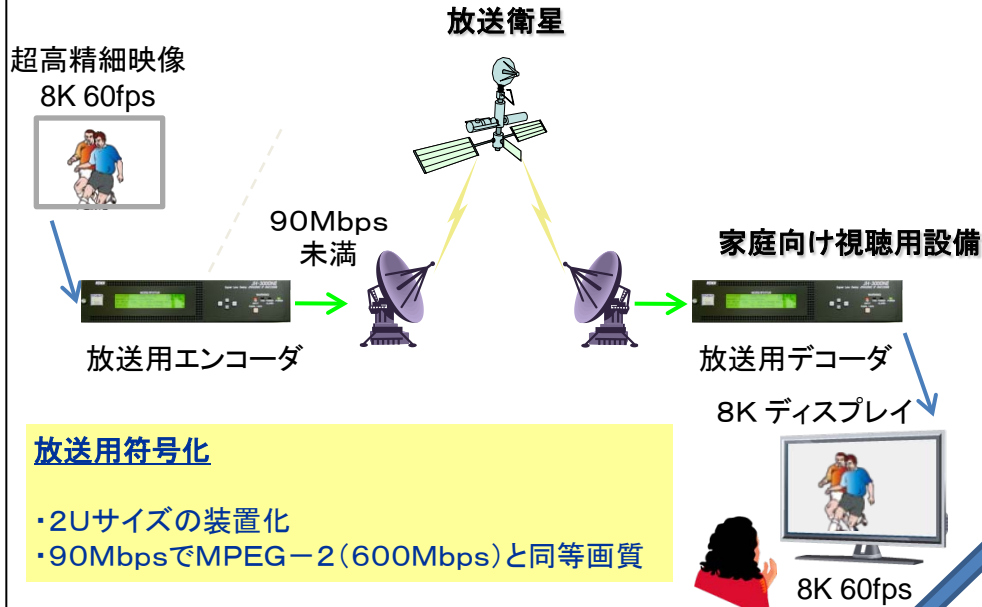 放送衛星
超高精細映像
8K 60fps
90Mbps
未満
家庭向け視聴用設備
放送用エンコーダ
放送用デコーダ
8K ディスプレイ
放送用符号化
・2Uサイズの装置化
・90MbpsでMPEG－2(600Mbps)と同等画質
8K 60fps